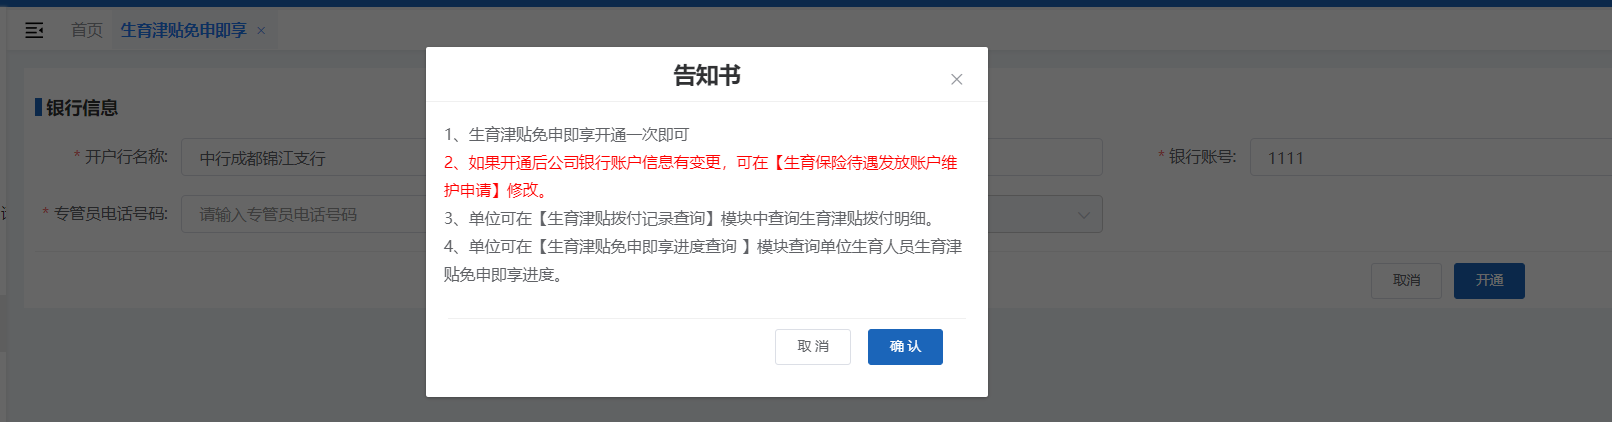 首页 生育津贴免申即享 ×
告知书 ×
银行信息
1、生育津贴免申即享开通一次即可
* 开户行名称: 中行成都锦江支行 * 银行账号: 1111
2、如果开通后公司银行账户信息有变更，可在【生育保险待遇发放账户维
护申请】修改。
* 专管员电话号码: 请输入专管员电话号码
3、单位可在【生育津贴拨付记录查询】模块中查询生育津贴拨付明细。
4、单位可在【生育津贴免申即享进度查询 】模块查询单位生育人员生育津
贴免申即享进度。
取消 开通
取消 确认